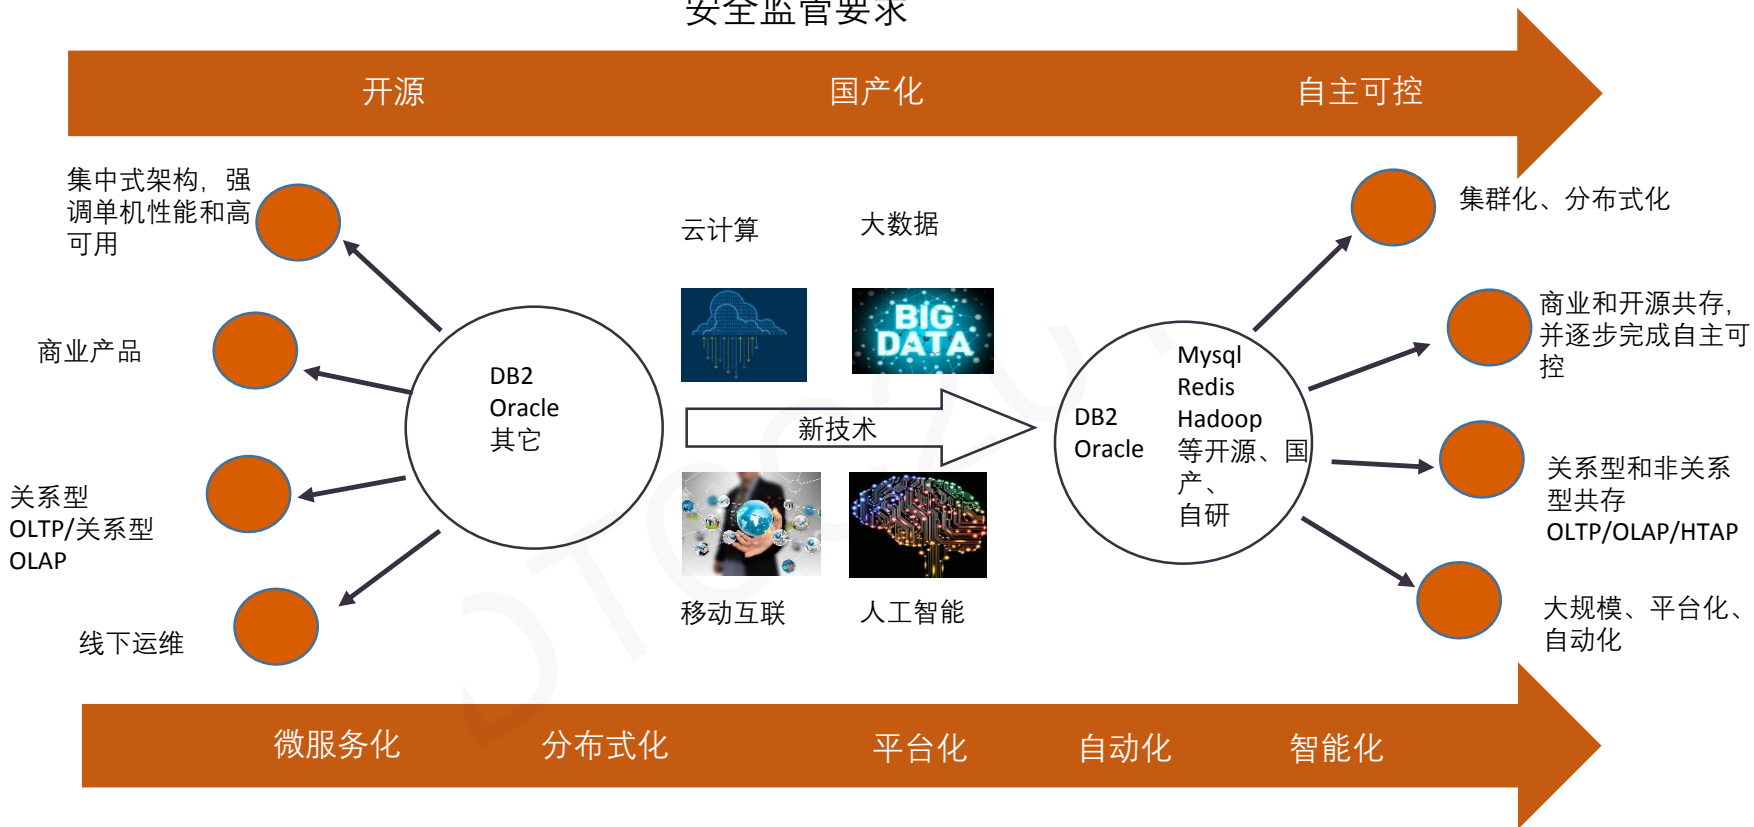 安全监管要求
开源
国产化
自主可控
集中式架构，强
调单机性能和高
可用
商业产品
关系型
OLTP/关系型
OLAP
线下运维
DB2
Oracle
其它
云计算
大数据
BIG
DATA
新技术
移动互联
人工智能
DB2
Oracle
Mysql
Redis
Hadoop
等开源、国
产、
自研
集群化、分布式化
商业和开源共存，
并逐步完成自主可
控
关系型和非关系
型共存
OLTP/OLAP/HTAP
大规模、平台化、
自动化
微服务化
分布式化
平台化
自动化
智能化